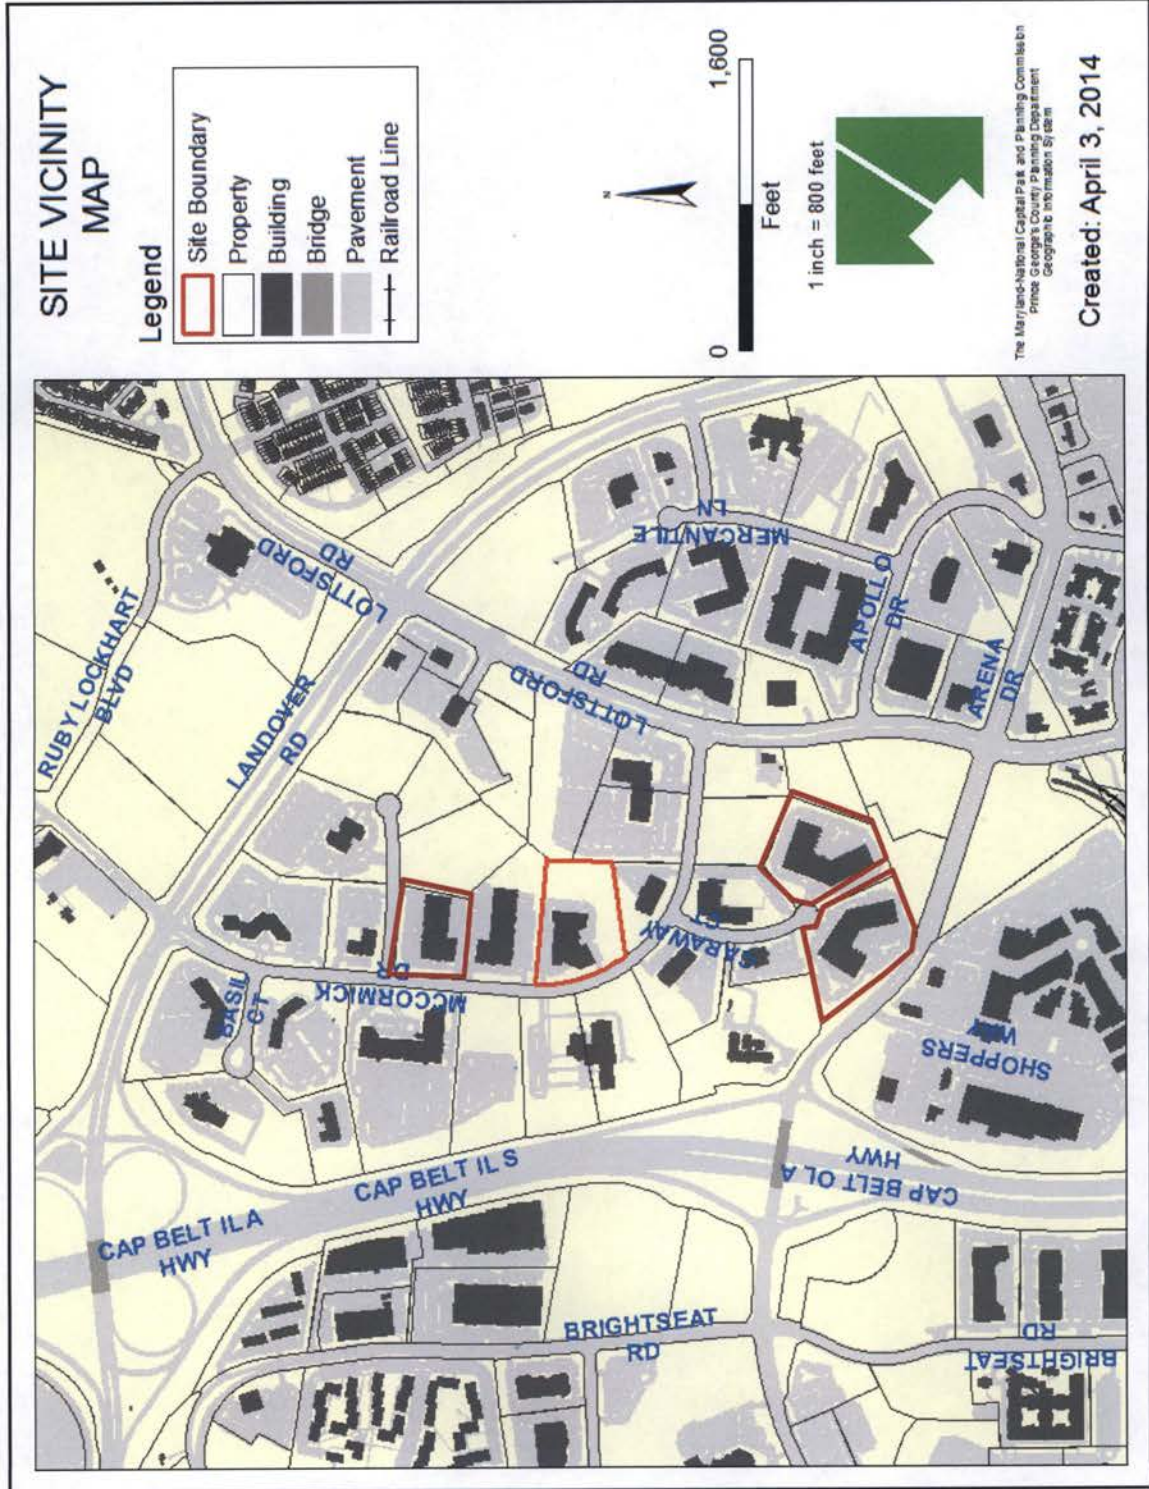 SITE VICINITY
MAP
Legend
Site Boundary
Property
Building
Bridge
Pavement
Railroad Line
N
0
1,600
Feet
1 inch = 800 feet
The Maryland-National Capital Park and Planning Commission
Prince George's County Planning Department
Geographic Information System
Created: April 3, 2014
RUBY LOCKHART
BLVD
LANDOVER
RD
LOTTSFORD
RD
LOTTSFORD
RD
MERCANTILE
LN
APOLLO
DR
ARENA
DR
BASIL
CT
MCCORMICK
DR
CARAWAY
CT
SHOPPERS
WAY
CAP BELT IL A
HWY
CAP BELT IL S
HWY
CAP BELT OL A
HWY
BRIGHTSEAT
RD
BRIGHTSEAT
RD